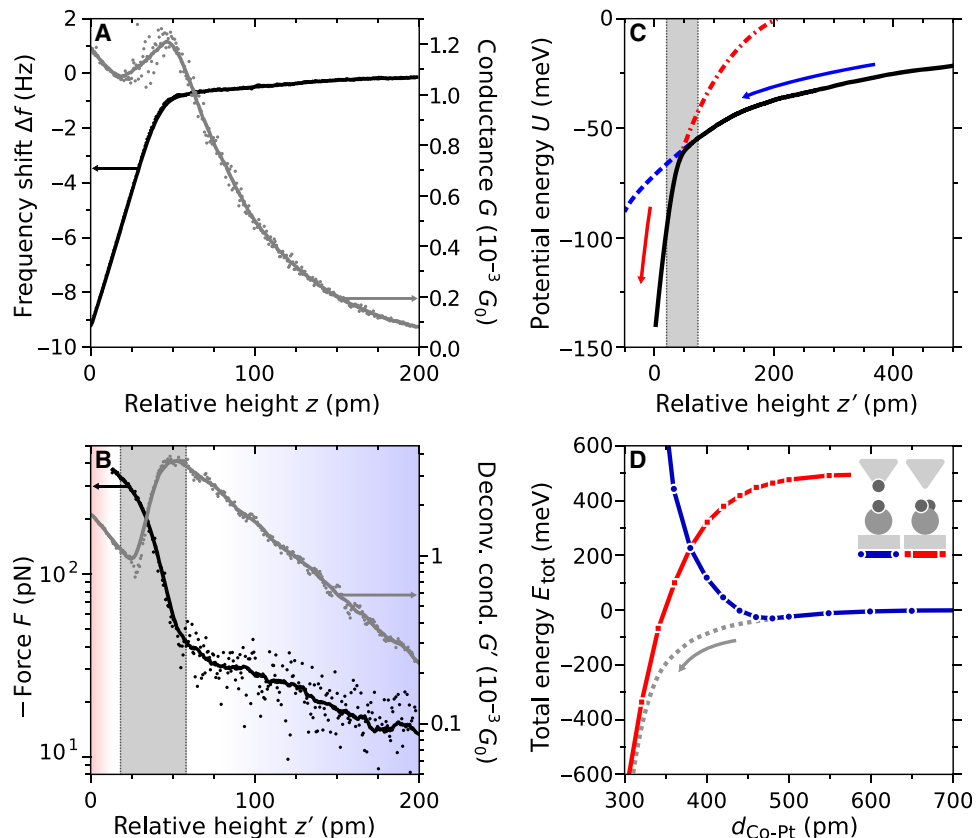 A
2
0
−2
−4
−6
−8
−10
Frequency shift Δf (Hz)
0 50 100 150 200
Relative height z (pm)
1.2
1.0
0.8
0.6
0.4
0.2
0.0
Conductance G (10⁻³ G₀)
C
0
−50
−100
−150
Potential energy U (meV)
0 200 400
Relative height z′ (pm)
B
10²
10¹
− Force F (pN)
0 50 100 150 200
Relative height z′ (pm)
1
0.1
Deconv. cond. G′ (10⁻³ G₀)
D
600
400
200
0
−200
−400
−600
Total energy E_tot (meV)
300 400 500 600 700
d_Co-Pt (pm)